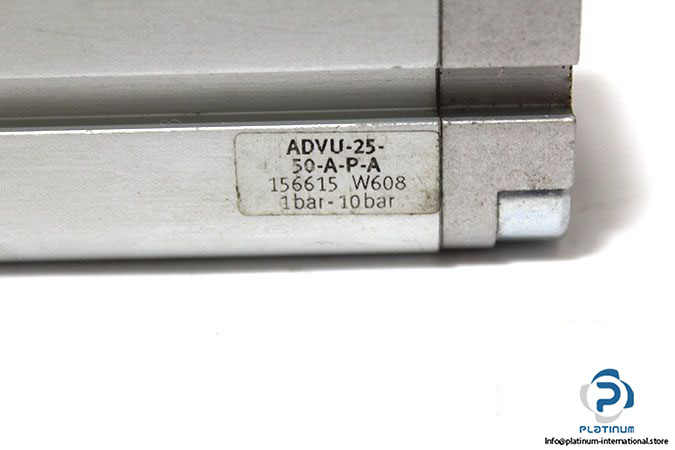 ADVU-25-
50-A-P-A
156615 W608
1bar-10bar
P
PLATINUM
Info@platinum-international.store